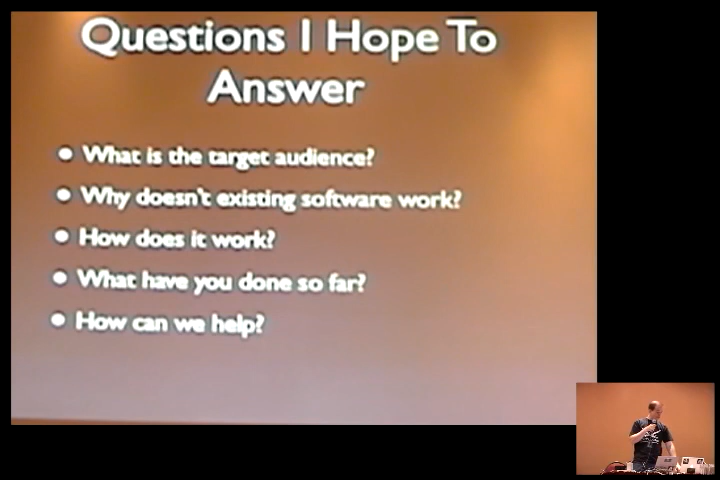 Questions I Hope To
Answer
• What is the target audience?
• Why doesn't existing software work?
• How does it work?
• What have you done so far?
• How can we help?